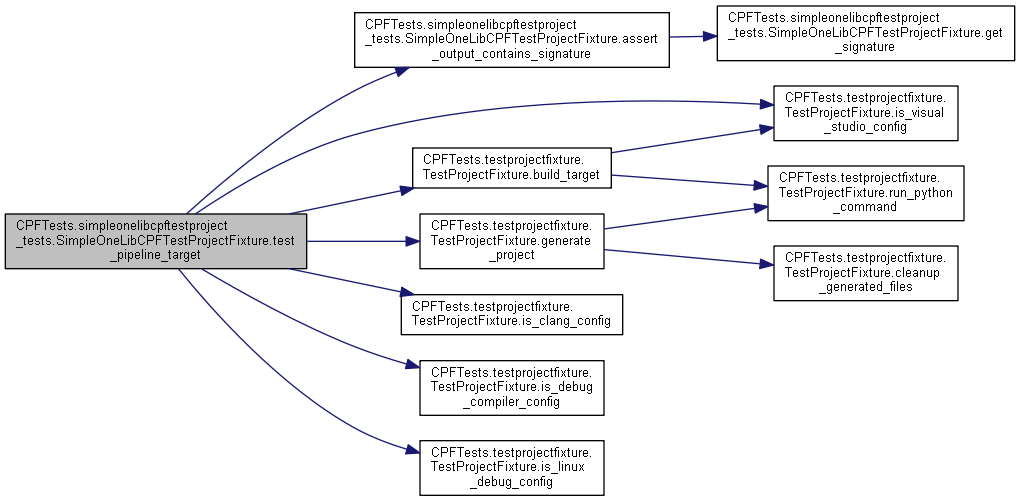 CPFTests.simpleonelibcpftestproject
_tests.SimpleOneLibCPFTestProjectFixture.test
_pipeline_target
CPFTests.simpleonelibcpftestproject
_tests.SimpleOneLibCPFTestProjectFixture.assert
_output_contains_signature
CPFTests.simpleonelibcpftestproject
_tests.SimpleOneLibCPFTestProjectFixture.get
_signature
CPFTests.testprojectfixture.
TestProjectFixture.is_visual
_studio_config
CPFTests.testprojectfixture.
TestProjectFixture.build_target
CPFTests.testprojectfixture.
TestProjectFixture.run_python
_command
CPFTests.testprojectfixture.
TestProjectFixture.generate
_project
CPFTests.testprojectfixture.
TestProjectFixture.cleanup
_generated_files
CPFTests.testprojectfixture.
TestProjectFixture.is_clang_config
CPFTests.testprojectfixture.
TestProjectFixture.is_debug
_compiler_config
CPFTests.testprojectfixture.
TestProjectFixture.is_linux
_debug_config